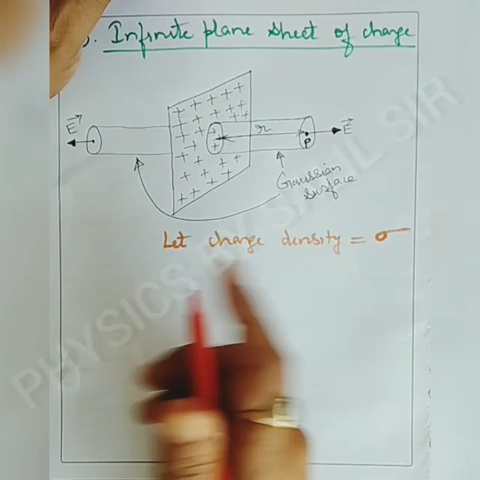 Infinite plane sheet of charge
E
r
P
E
Gaussian
Surface
Let charge density = σ
PHYSICS BY SAHIL SIR